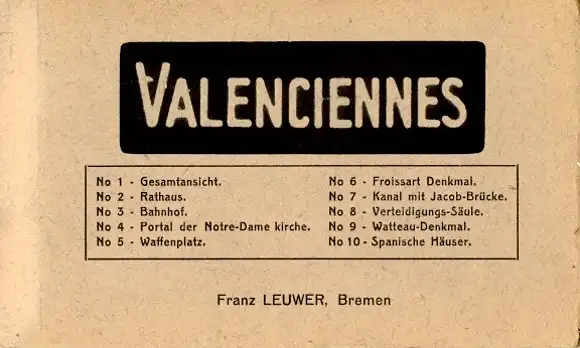 VALENCIENNES
No 1 - Gesamtansicht.
No 2 - Rathaus.
No 3 - Bahnhof.
No 4 - Portal der Notre-Dame kirche.
No 5 - Waffenplatz.
No 6 - Froissart Denkmal.
No 7 - Kanal mit Jacob-Brücke.
No 8 - Verteidigungs-Säule.
No 9 - Watteau-Denkmal.
No 10 - Spanische Häuser.
Franz LEUWER, Bremen